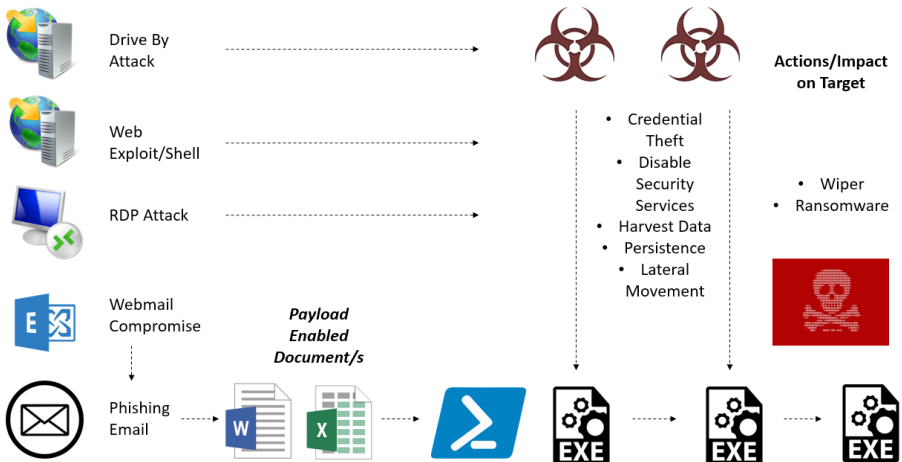 Drive By
Attack
Web
Exploit/Shell
RDP Attack
Webmail
Compromise
Phishing
Email
Payload
Enabled
Document/s
E
W
X
• Credential
Theft
• Disable
Security
Services
• Harvest Data
• Persistence
• Lateral
Movement
Actions/Impact
on Target
• Wiper
• Ransomware
EXE
EXE
EXE